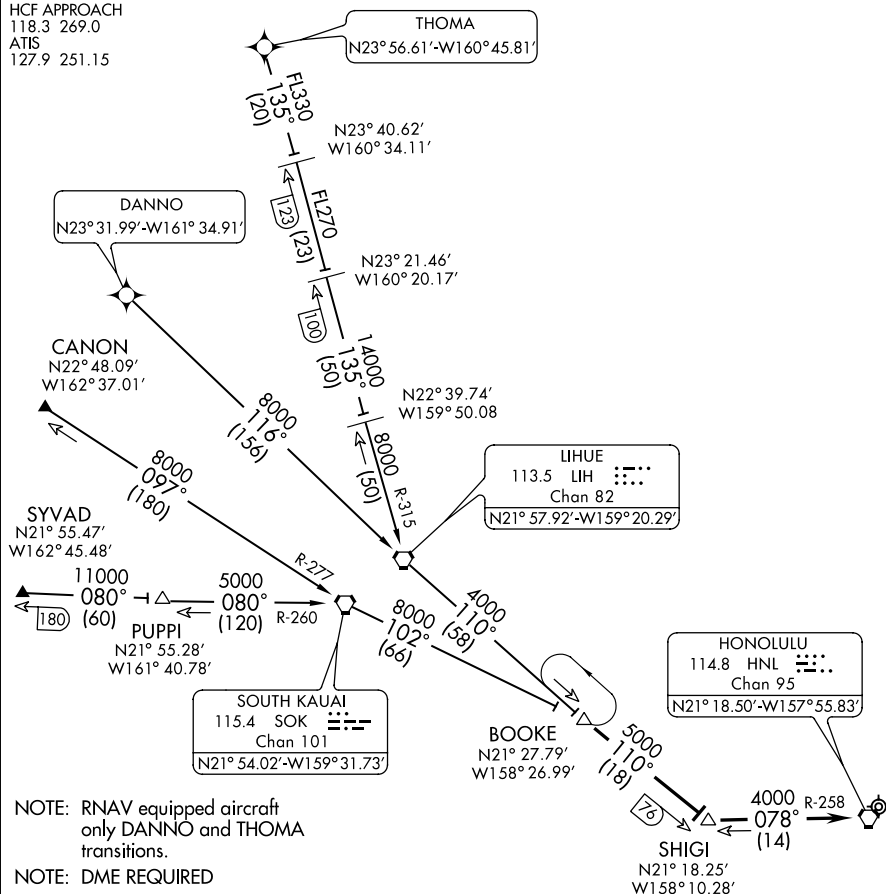 HCF APPROACH
118.3 269.0
ATIS
127.9 251.15
THOMA
N23° 56.61'-W160° 45.81'
FL330
135°
(20)
N23° 40.62'
W160° 34.11'
DANNO
N23° 31.99'-W161° 34.91'
123
FL270
(23)
N23° 21.46'
W160° 20.17'
100
CANON
N22° 48.09'
W162° 37.01'
14000
135°
(50)
N22° 39.74'
W159° 50.08
8000
116°
(156)
8000
(50)
R-315
LIHUE
113.5 LIH
Chan 82
N21° 57.92'-W159° 20.29'
8000
097°
(180)
R-277
SYVAD
N21° 55.47'
W162° 45.48'
11000
080°
(60)
180
5000
080°
(120)
R-260
PUPPI
N21° 55.28'
W161° 40.78'
4000
110°
(58)
8000
102°
(66)
SOUTH KAUAI
115.4 SOK
Chan 101
N21° 54.02'-W159° 31.73'
HONOLULU
114.8 HNL
Chan 95
N21° 18.50'-W157° 55.83'
BOOKE
N21° 27.79'
W158° 26.99'
5000
110°
(18)
76
4000
078°
(14)
R-258
SHIGI
N21° 18.25'
W158° 10.28'
NOTE: RNAV equipped aircraft
only DANNO and THOMA
transitions.
NOTE: DME REQUIRED